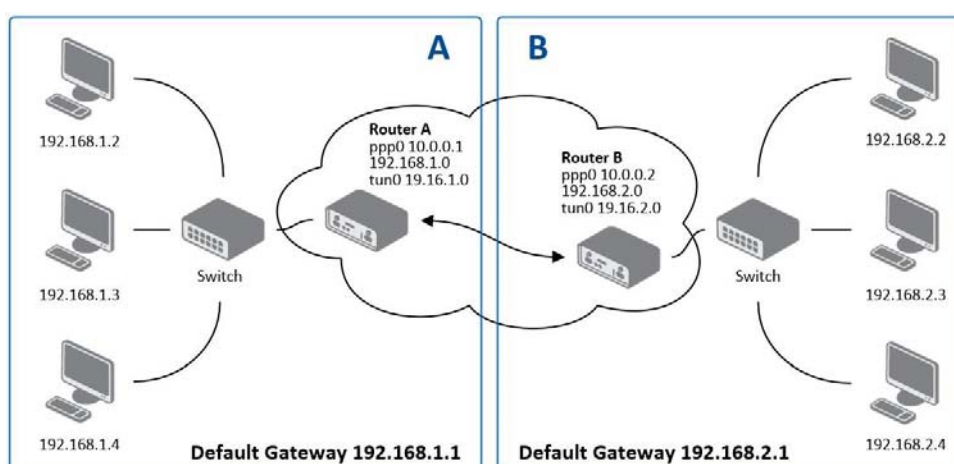 A
B
192.168.1.2
192.168.1.3
192.168.1.4
Switch
Router A
ppp0 10.0.0.1
192.168.1.0
tun0 19.16.1.0
Default Gateway 192.168.1.1
Router B
ppp0 10.0.0.2
192.168.2.0
tun0 19.16.2.0
Switch
192.168.2.2
192.168.2.3
192.168.2.4
Default Gateway 192.168.2.1